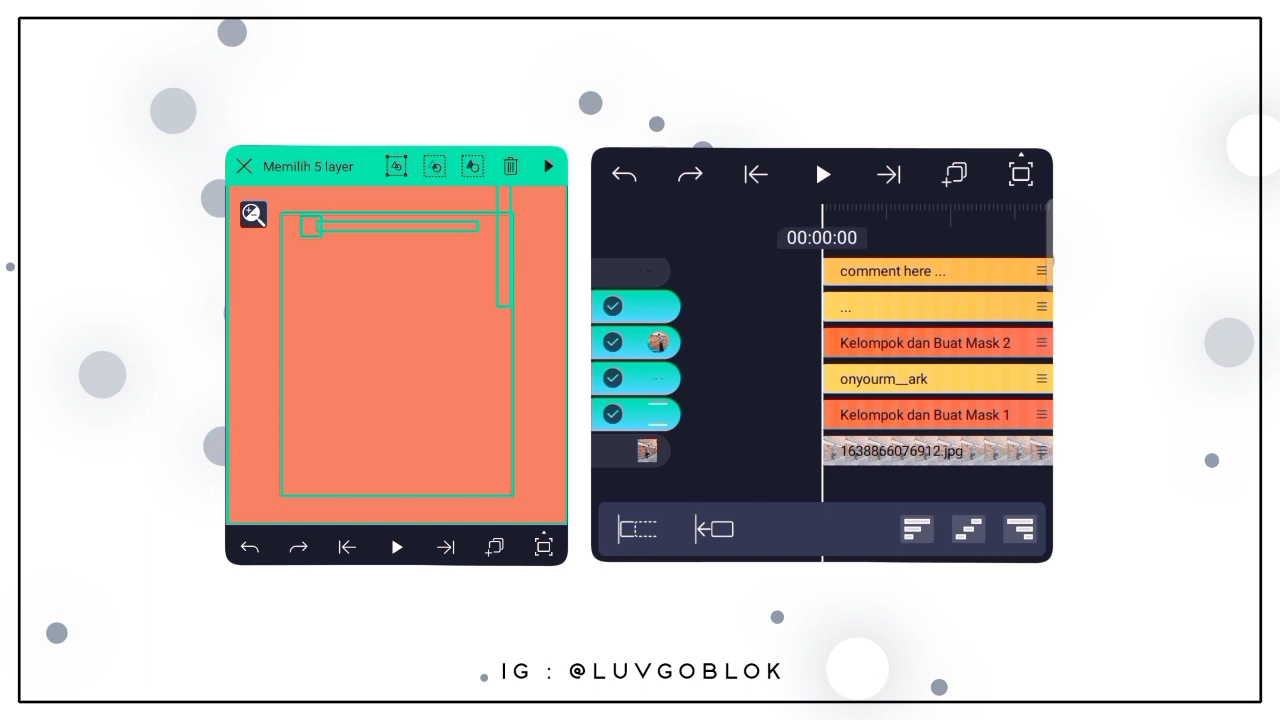 Memilih 5 layer
00:00:00
comment here ...
...
Kelompok dan Buat Mask 2
onyourm__ark
Kelompok dan Buat Mask 1
1638866076912.jpg
IG : @LUVGOBLOK